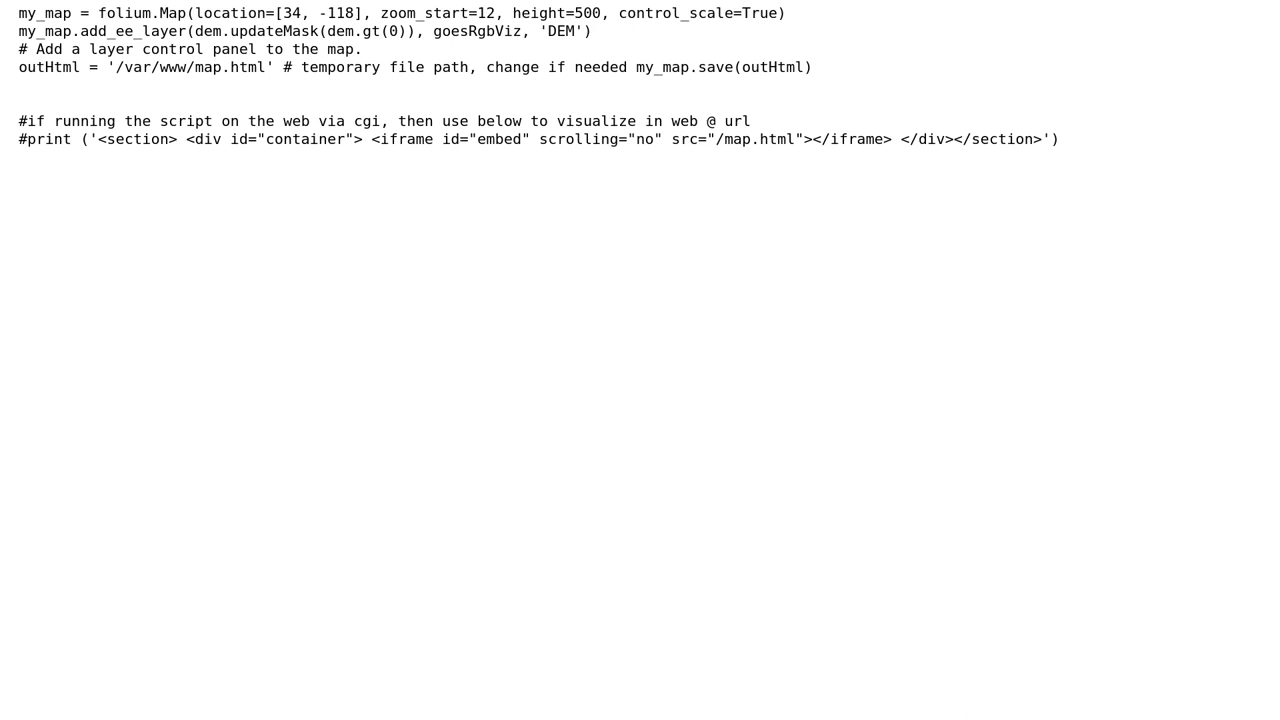 my_map = folium.Map(location=[34, -118], zoom_start=12, height=500, control_scale=True)
my_map.add_ee_layer(dem.updateMask(dem.gt(0)), goesRgbViz, 'DEM')
# Add a layer control panel to the map.
outHtml = '/var/www/map.html' # temporary file path, change if needed my_map.save(outHtml)
#if running the script on the web via cgi, then use below to visualize in web @ url
#print ('<section> <div id="container"> <iframe id="embed" scrolling="no" src="/map.html"></iframe> </div></section>')